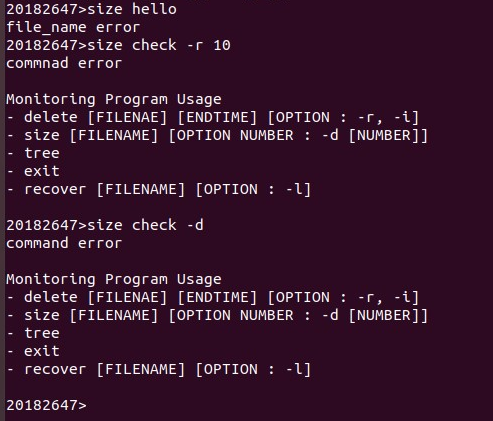 20182647>size hello
file_name error
20182647>size check -r 10
commnad error

Monitoring Program Usage
- delete [FILENAE] [ENDTIME] [OPTION : -r, -i]
- size [FILENAME] [OPTION NUMBER : -d [NUMBER]]
- tree
- exit
- recover [FILENAME] [OPTION : -l]

20182647>size check -d
command error

Monitoring Program Usage
- delete [FILENAE] [ENDTIME] [OPTION : -r, -i]
- size [FILENAME] [OPTION NUMBER : -d [NUMBER]]
- tree
- exit
- recover [FILENAME] [OPTION : -l]

20182647>